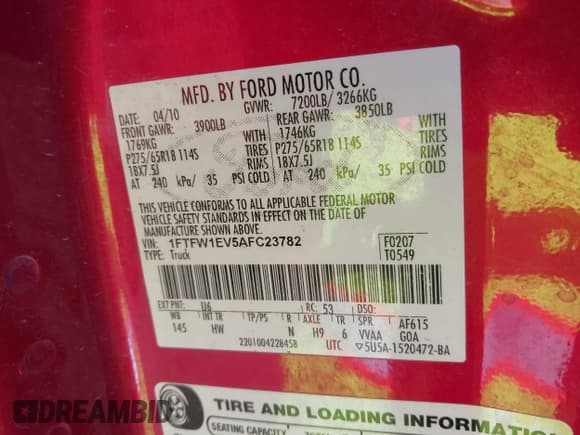 MFD. BY FORD MOTOR CO.
DATE: 04/10 GVWR: 7200LB/ 3266KG
FRONT GAWR: 3900LB REAR GAWR: 3850LB
1769KG WITH 1746KG WITH
P275/65R18 114S TIRES P275/65R18 114S TIRES
18X7.5J RIMS 18X7.5J RIMS
AT 240 kPa/ 35 PSI COLD AT 240 kPa/ 35 PSI COLD
THIS VEHICLE CONFORMS TO ALL APPLICABLE FEDERAL MOTOR
VEHICLE SAFETY STANDARDS IN EFFECT ON THE DATE OF
MANUFACTURE SHOWN ABOVE.
VIN: 1FTFW1EV5AFC23782 F0207
TYPE: Truck T0549
EXT PNT: U6 RC: 53 AF615
WB INT TR TP/PS R AXLE TR SPR GOA
145 HW N H9 6 VVAA
2201004228458 UTC 5U5A-1520472-BA
TIRE AND LOADING INFORMATION
SEATING CAPACITY
DREAMBID